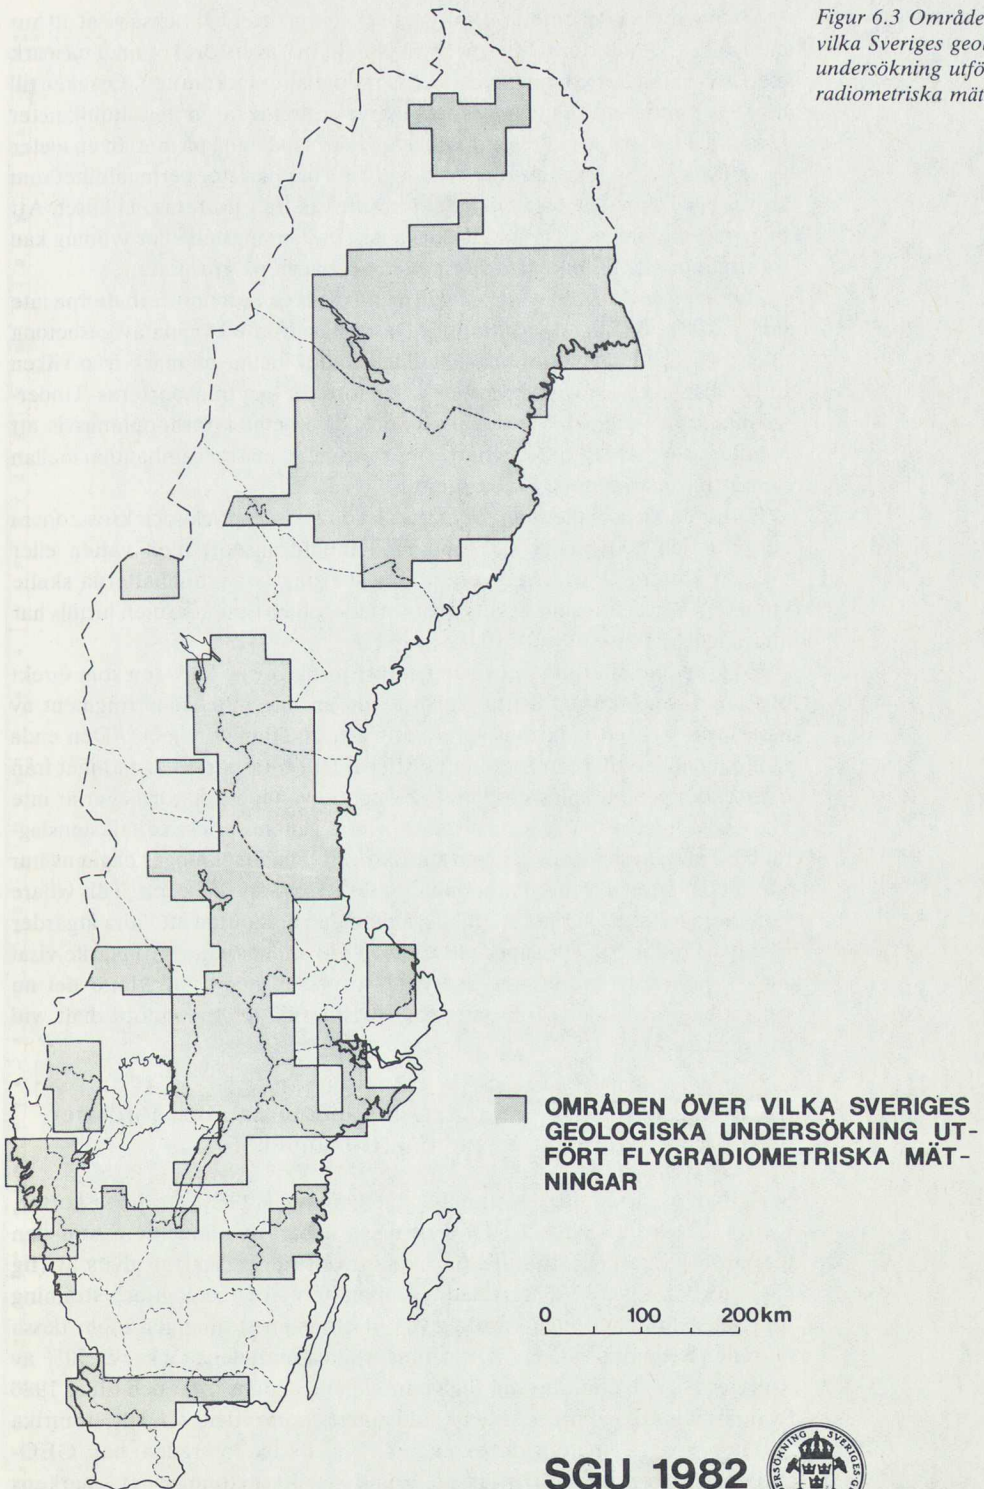 Figur 6.3 Område
vilka Sveriges geol
undersökning utfö
radiometriska mät
OMRÅDEN ÖVER VILKA SVERIGES
GEOLOGISKA UNDERSÖKNING UT-
FÖRT FLYGRADIOMETRISKA MÄT-
NINGAR
0 100 200km
SGU 1982